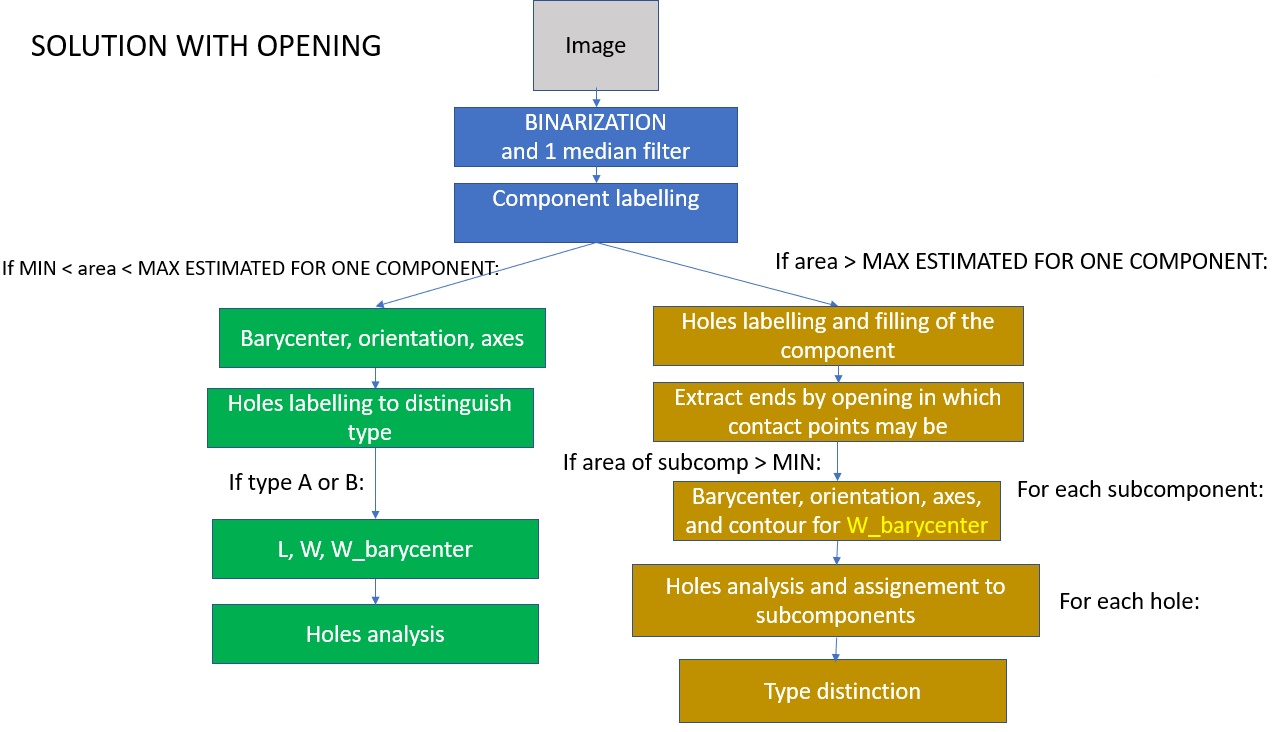 SOLUTION WITH OPENING
Image
BINARIZATION
and 1 median filter
Component labelling
If MIN < area < MAX ESTIMATED FOR ONE COMPONENT:
If area > MAX ESTIMATED FOR ONE COMPONENT:
Barycenter, orientation, axes
Holes labelling to distinguish
type
If type A or B:
L, W, W_barycenter
Holes analysis
Holes labelling and filling of the
component
Extract ends by opening in which
contact points may be
If area of subcomp > MIN:
Barycenter, orientation, axes,
and contour for W_barycenter
For each subcomponent:
Holes analysis and assignement to
subcomponents
For each hole:
Type distinction